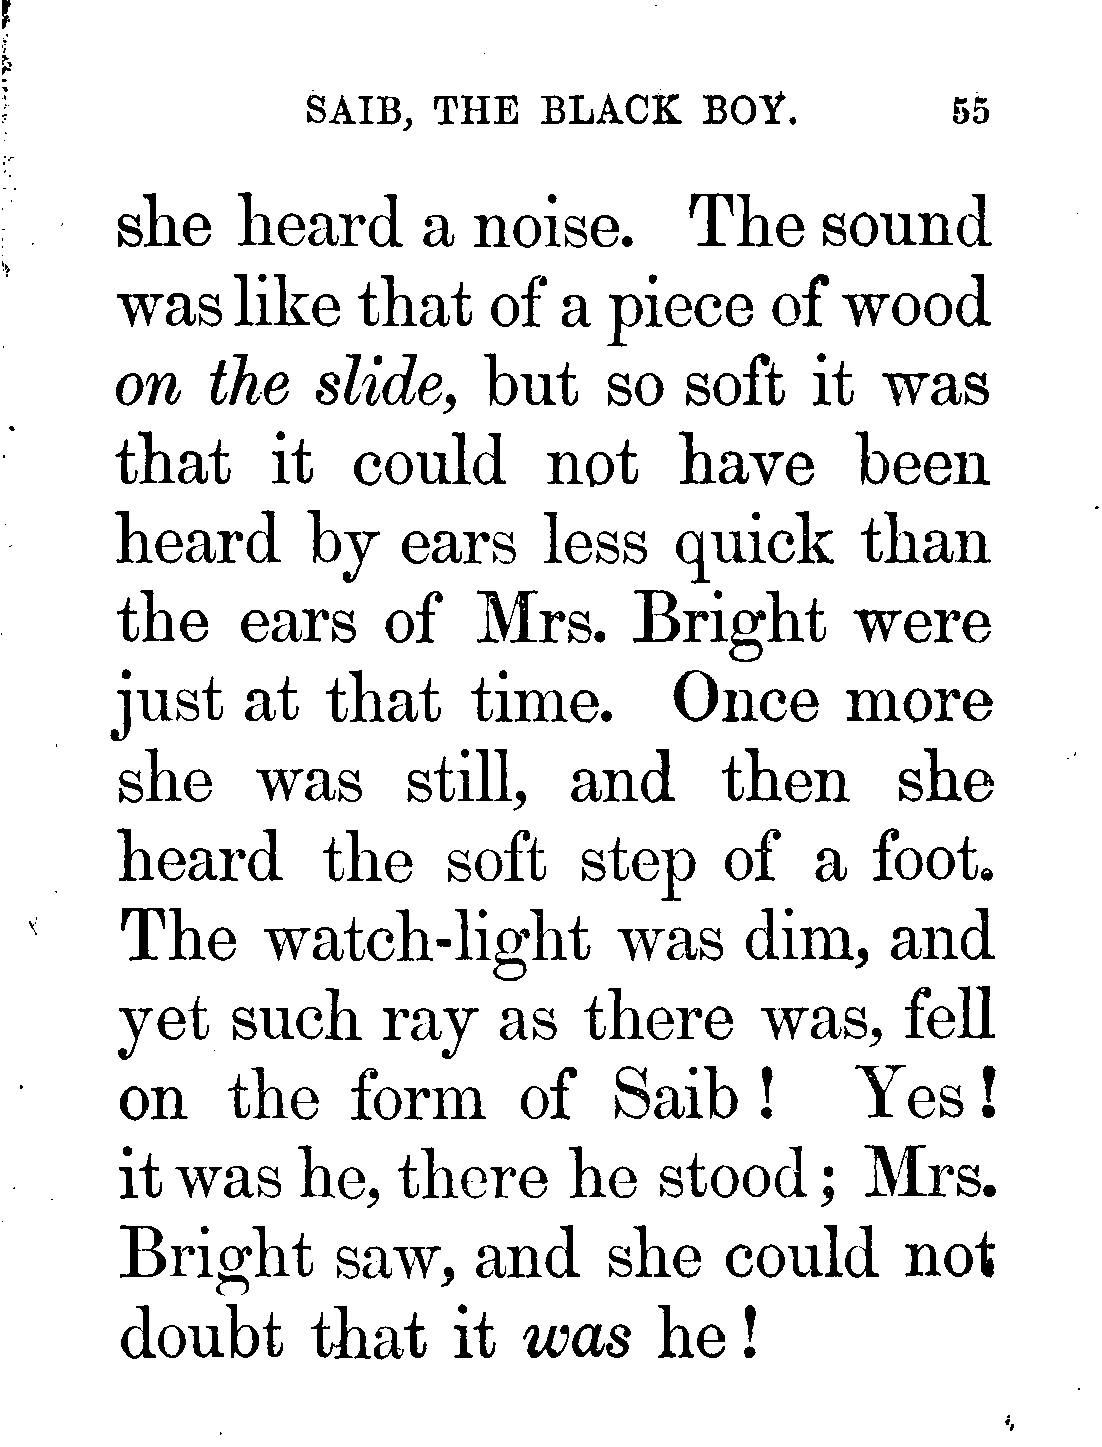 SAIB, THE BLACK BOY. 55
she heard a noise. The sound
was like that of a piece of wood
on the slide, but so soft it was
that it could not have been
heard by ears less quick than
the ears of Mrs. Bright were
just at that time. Once more
she was still, and then she
heard the soft step of a foot.
The watch-light was dim, and
yet such ray as there was, fell
on the form of Saib! Yes!
it was he, there he stood; Mrs.
Bright saw, and she could not
doubt that it was he!